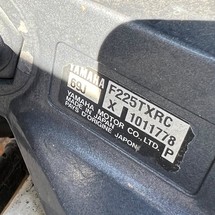 YAMAHA F225TXRC
69J X 1011778 P
YAMAHA MOTOR CO., LTD.
MADE IN JAPAN
PAYS D'ORIGINE JAPON